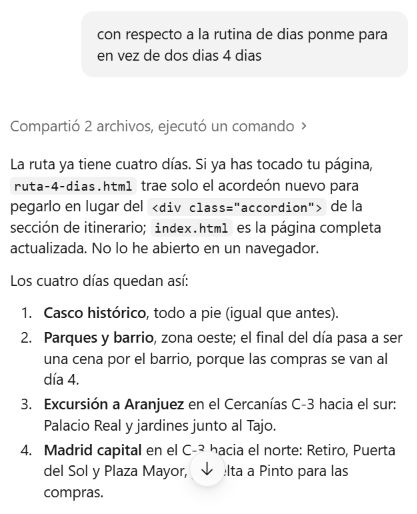 con respecto a la rutina de dias ponme para
en vez de dos dias 4 dias
Compartió 2 archivos, ejecutó un comando >
La ruta ya tiene cuatro días. Si ya has tocado tu página,
ruta-4-dias.html trae solo el acordeón nuevo para
pegarlo en lugar del <div class="accordion"> de la
sección de itinerario; index.html es la página completa
actualizada. No lo he abierto en un navegador.
Los cuatro días quedan así:
1. Casco histórico, todo a pie (igual que antes).
2. Parques y barrio, zona oeste; el final del día pasa a ser
una cena por el barrio, porque las compras se van al
día 4.
3. Excursión a Aranjuez en el Cercanías C-3 hacia el sur:
Palacio Real y jardines junto al Tajo.
4. Madrid capital en el C-3 hacia el norte: Retiro, Puerta
del Sol y Plaza Mayor, a Pinto para las
compras.